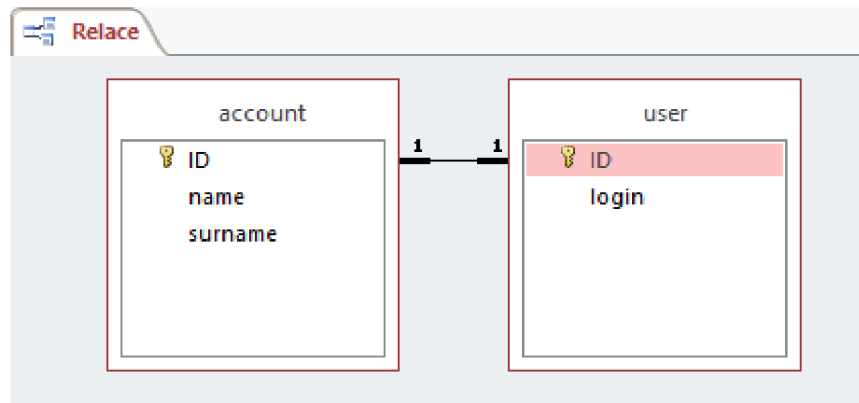 Relace
account
ID
name
surname
1
1
user
ID
login